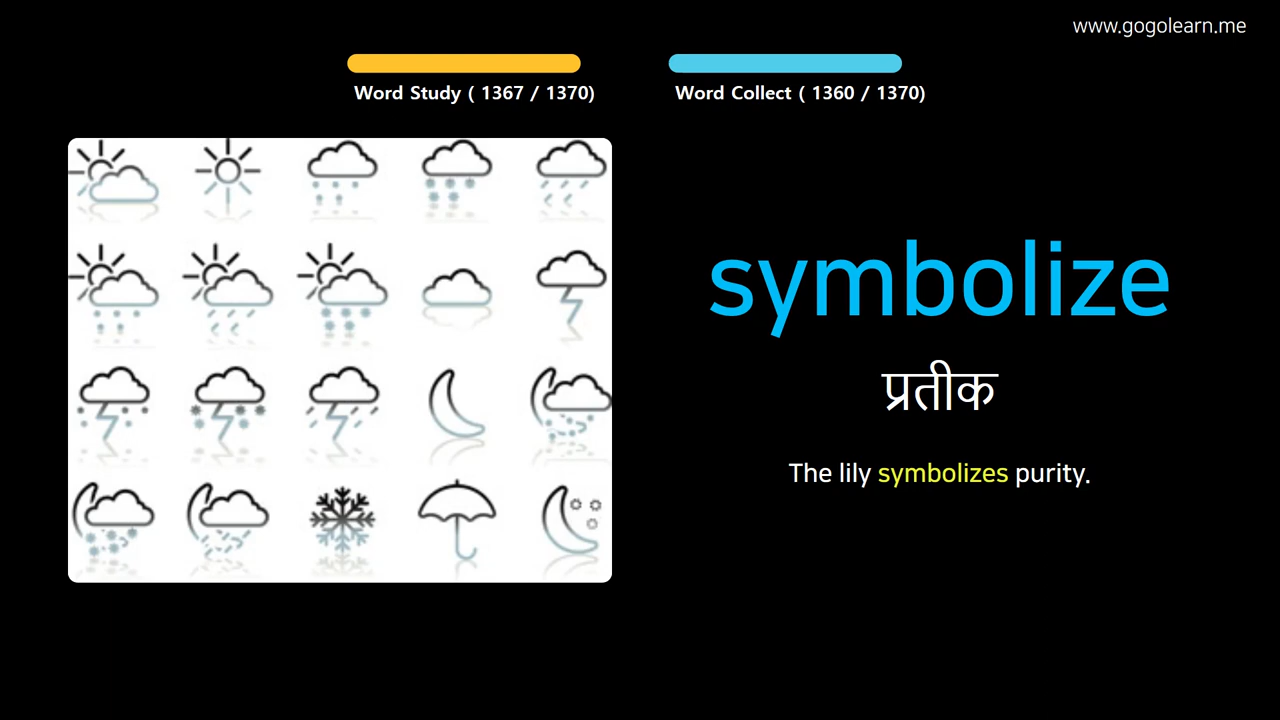 www.gogolearn.me
Word Study ( 1367 / 1370)
Word Collect ( 1360 / 1370)
symbolize
प्रतीक
The lily symbolizes purity.